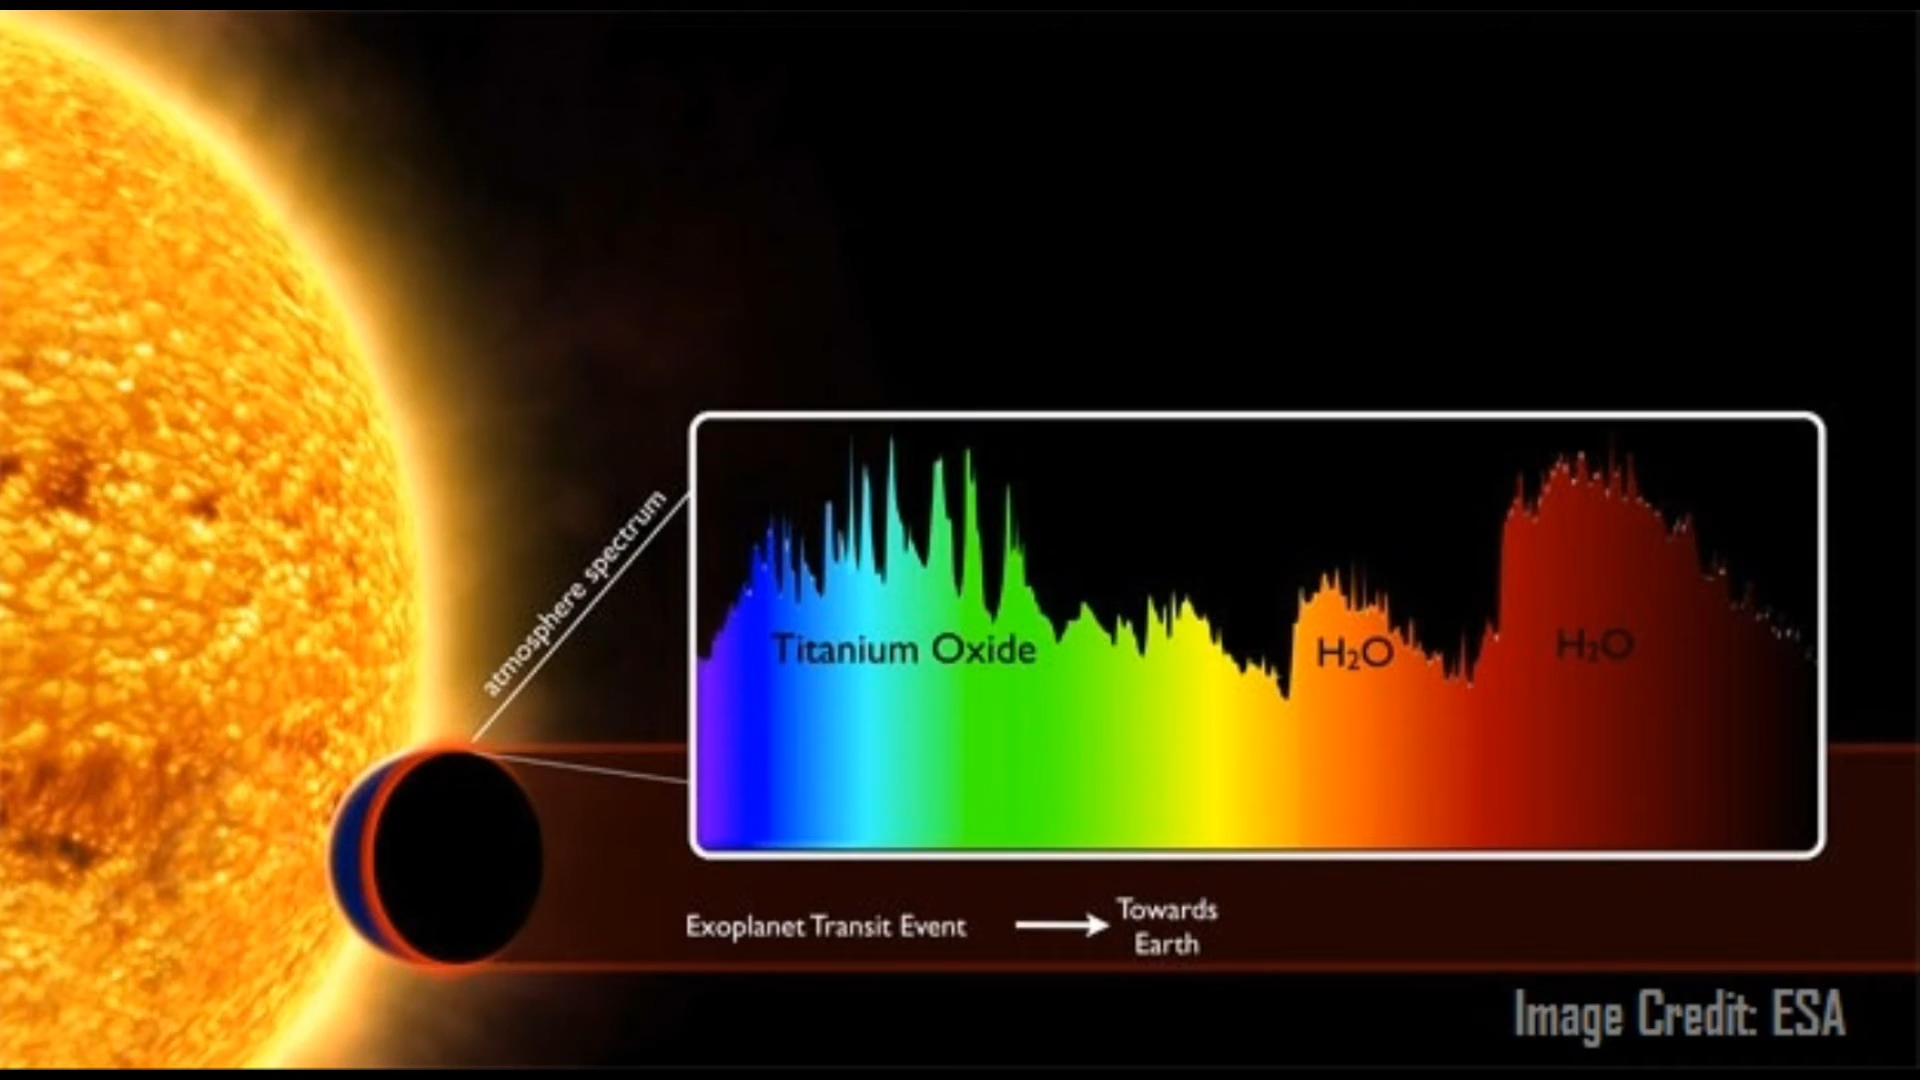 atmosphere spectrum
Titanium Oxide
H₂O
H₂O
Exoplanet Transit Event
Towards
Earth
Image Credit: ESA